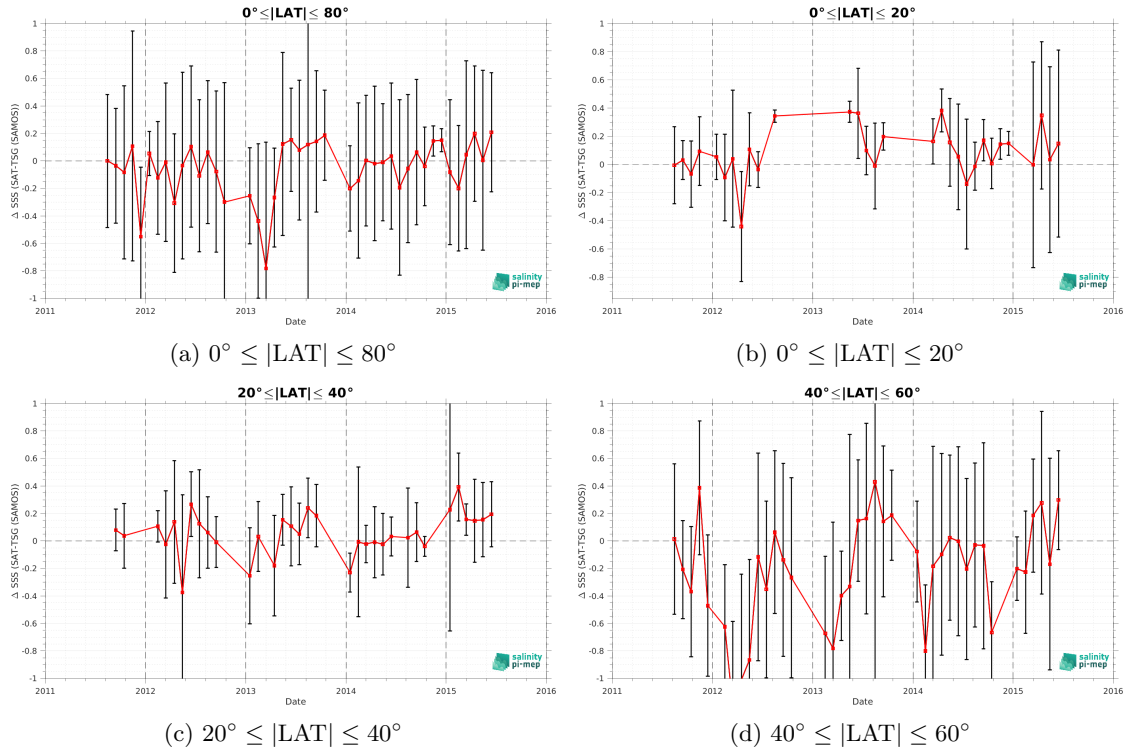 0°≤|LAT|≤ 80°
Δ SSS (SAT-TSG (SAMOS))
1
0.8
0.6
0.4
0.2
0
-0.2
-0.4
-0.6
-0.8
-1
2011 2012 2013 2014 2015 2016
Date
salinity
pi-mep
(a) 0° ≤ |LAT| ≤ 80°
0°≤|LAT|≤ 20°
Δ SSS (SAT-TSG (SAMOS))
1
0.8
0.6
0.4
0.2
0
-0.2
-0.4
-0.6
-0.8
2011 2012 2013 2014 2015 2016
Date
salinity
pi-mep
(b) 0° ≤ |LAT| ≤ 20°
20°≤|LAT|≤ 40°
Δ SSS (SAT-TSG (SAMOS))
1
0.8
0.6
0.4
0.2
0
-0.2
-0.4
-0.6
-0.8
-1
2011 2012 2013 2014 2015 2016
Date
salinity
pi-mep
(c) 20° ≤ |LAT| ≤ 40°
40°≤|LAT|≤ 60°
Δ SSS (SAT-TSG (SAMOS))
1
0.8
0.6
0.4
0.2
0
-0.2
-0.4
-0.6
-0.8
-1
2011 2012 2013 2014 2015 2016
Date
salinity
pi-mep
(d) 40° ≤ |LAT| ≤ 60°